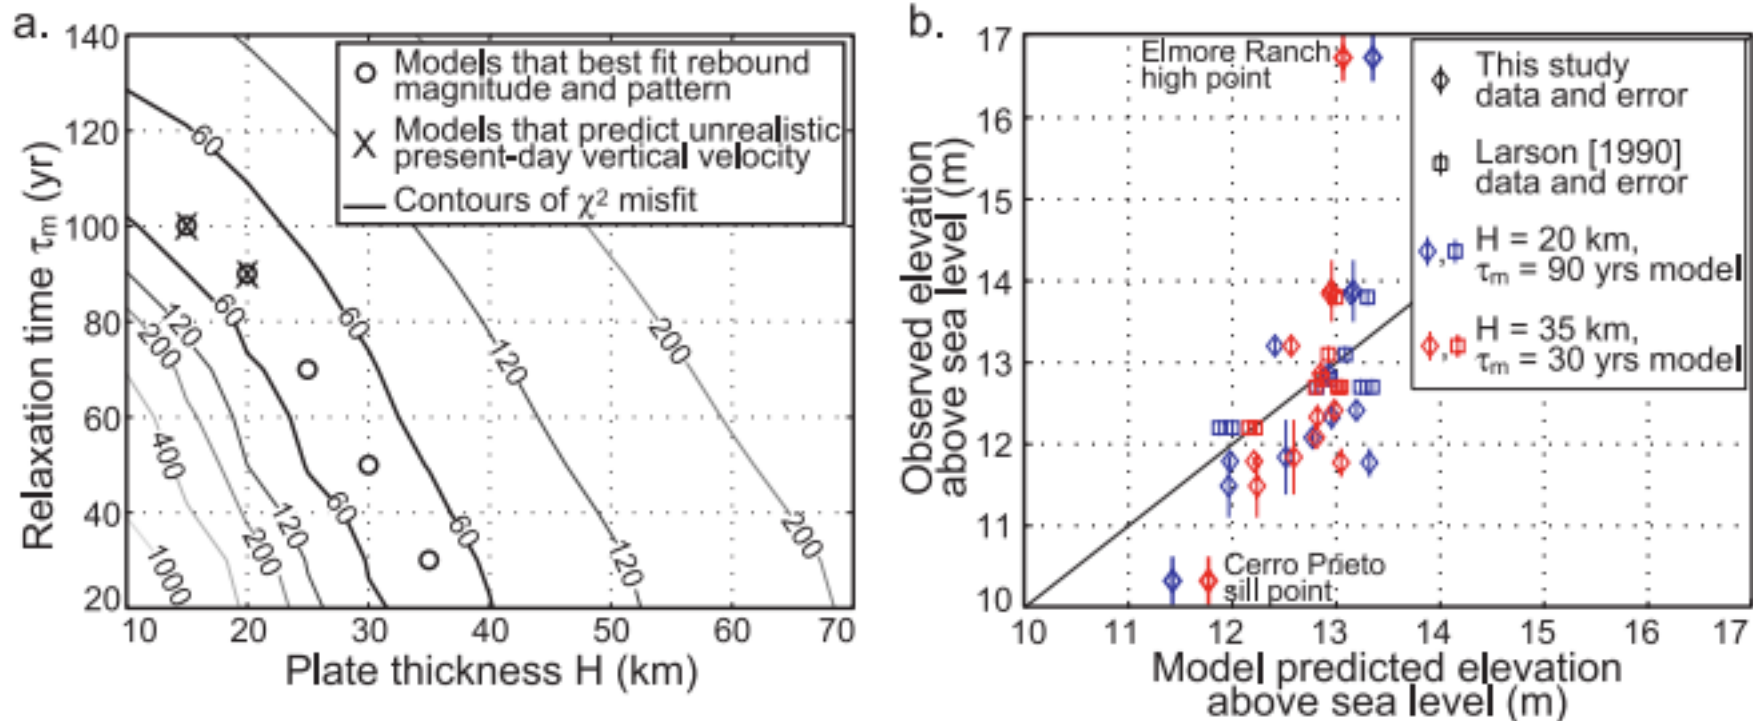 a.
140
120
100
80
60
40
20
Relaxation time τm (yr)
10
20
30
40
50
60
70
Plate thickness H (km)
Models that best fit rebound
magnitude and pattern
Models that predict unrealistic
present-day vertical velocity
Contours of χ² misfit
60
60
60
60
60
120
200
400
1000
120
200
120
120
200
200
b.
17
16
15
14
13
12
11
10
Observed elevation
above sea level (m)
10
11
12
13
14
15
16
17
Model predicted elevation
above sea level (m)
Elmore Ranch
high point
Cerro Prieto
sill point
This study
data and error
Larson [1990]
data and error
H = 20 km,
τm = 90 yrs model
H = 35 km,
τm = 30 yrs model